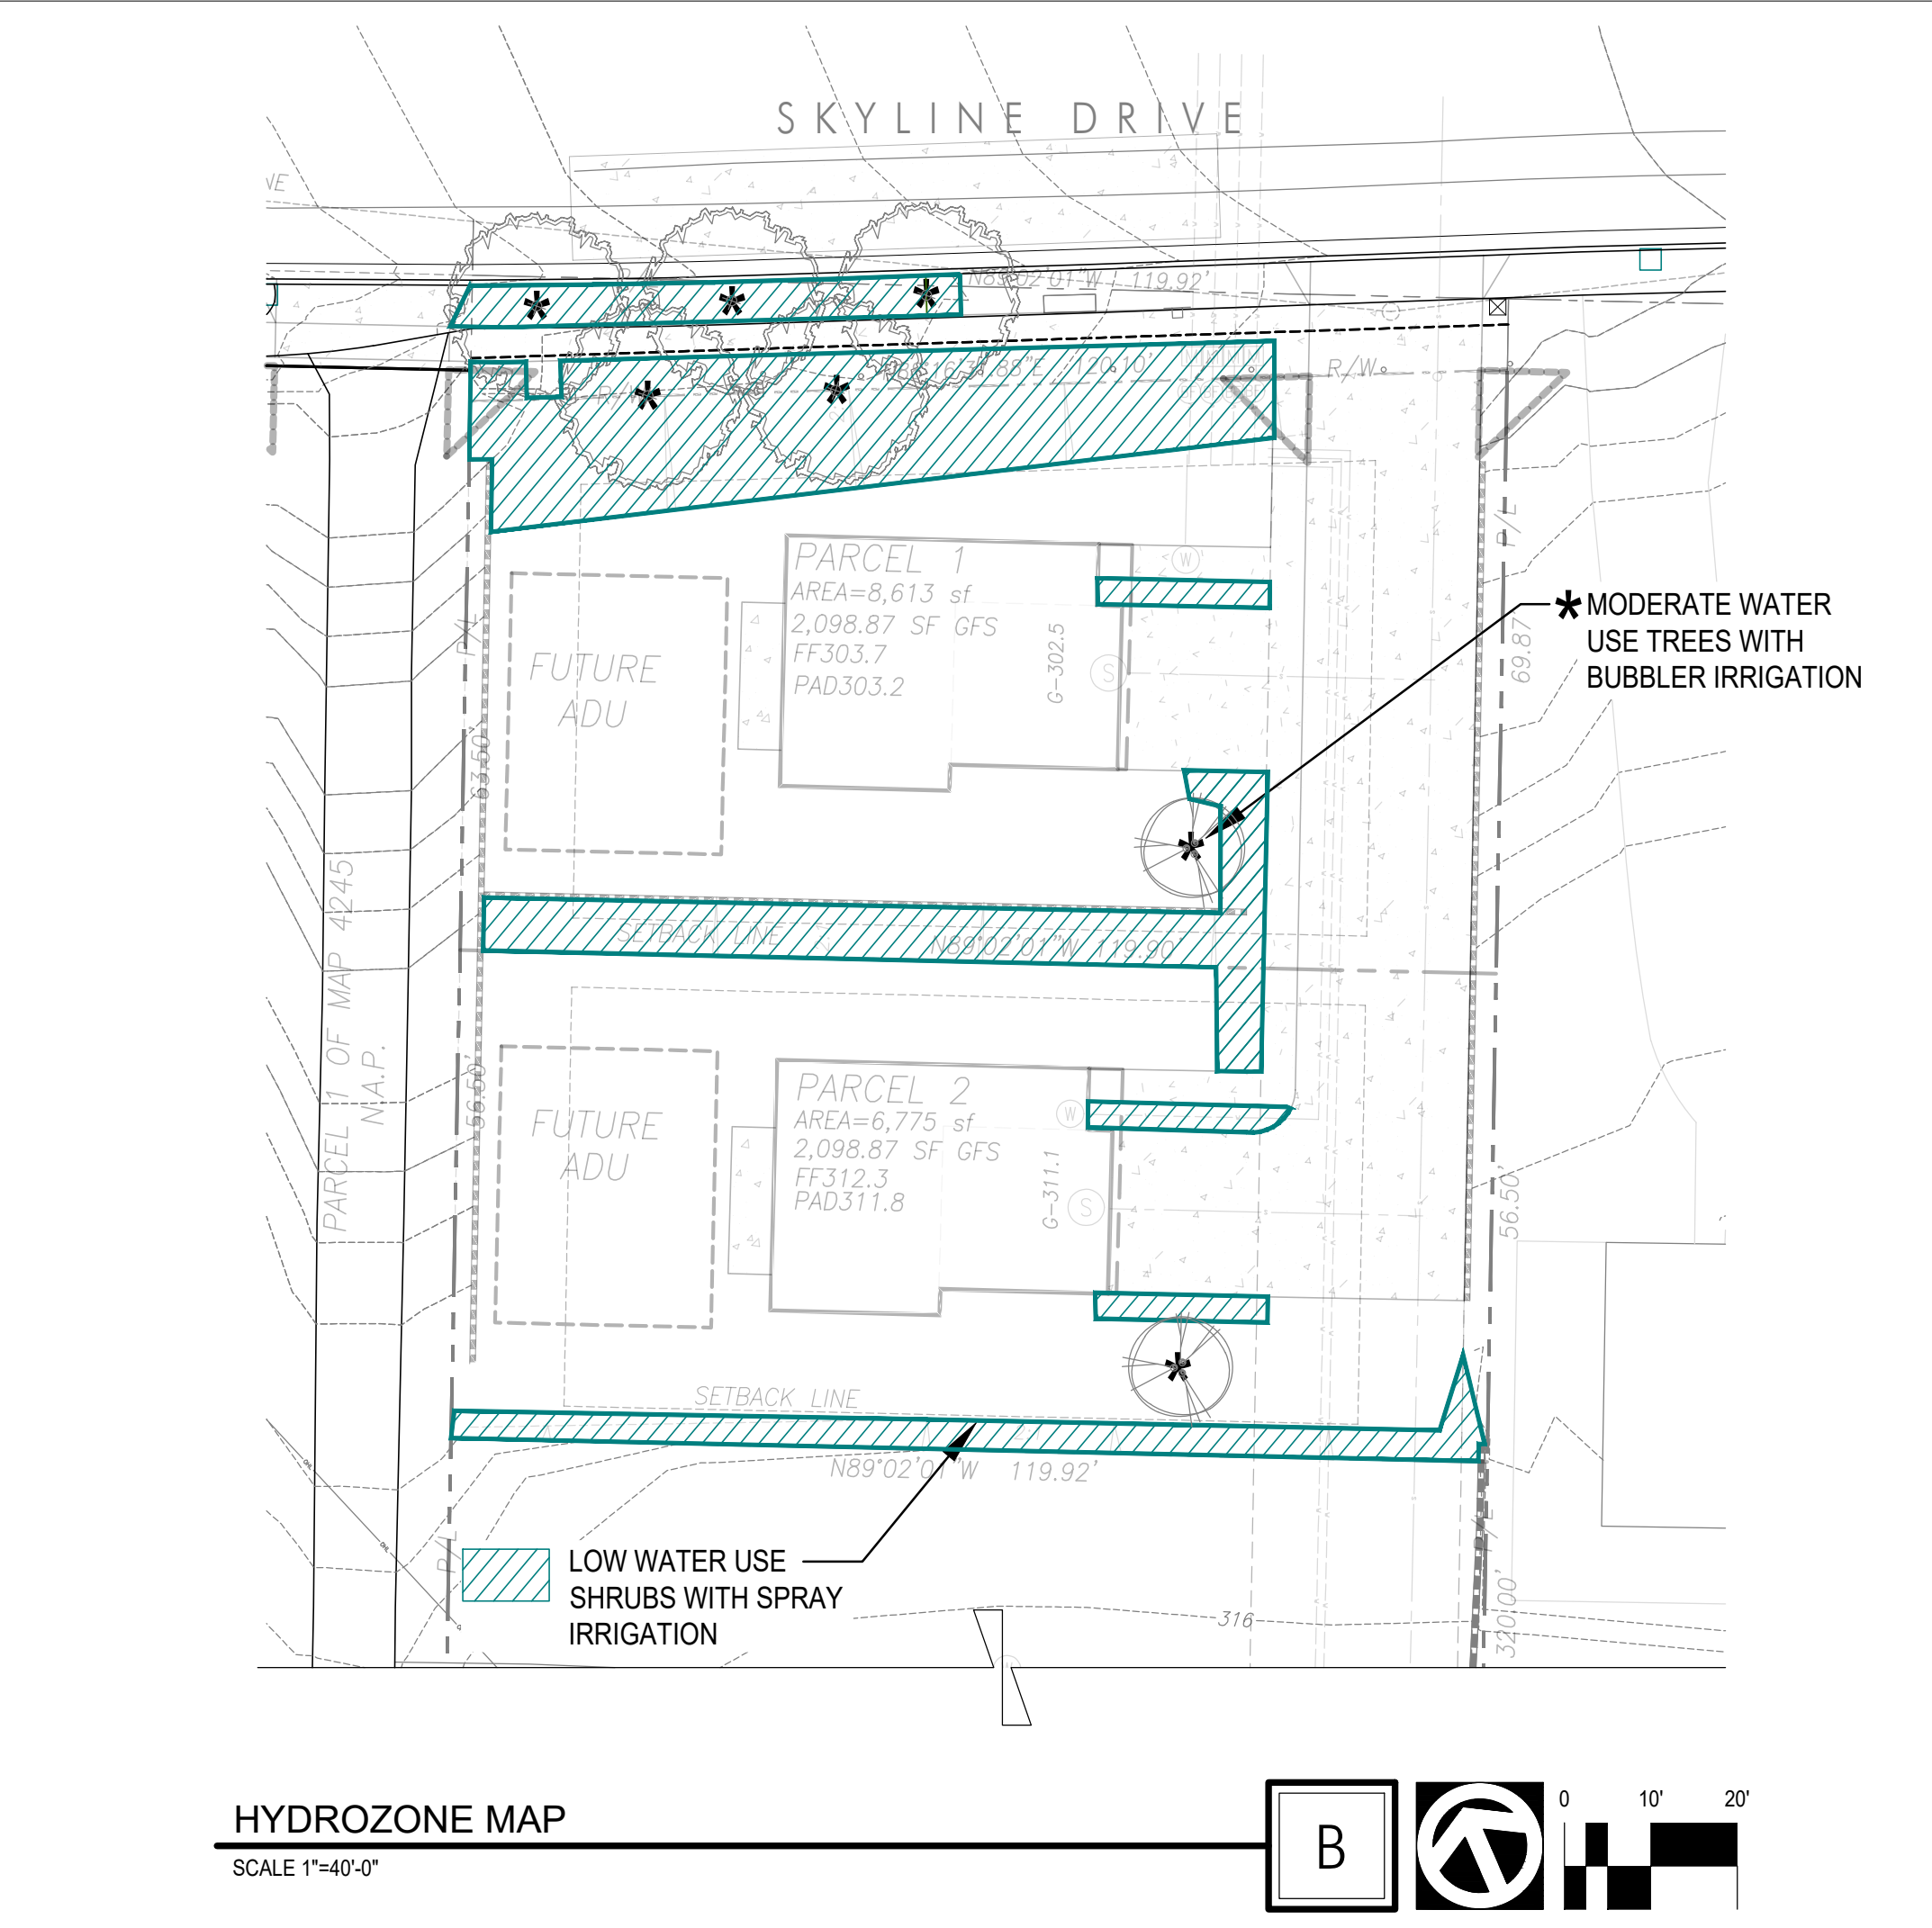 SKYLINE DRIVE
NE
N89°02'01"W 119.92'
120.10'
R/W
R/W
P/L
PARCEL 1
AREA=8,613 sf
2,098.87 SF GFS
FF303.7
PAD303.2
G-302.5
W
S
FUTURE
ADU
P/L
63.50
69.87'
MODERATE WATER
USE TREES WITH
BUBBLER IRRIGATION
PARCEL 1 OF MAP 4245
N.A.P.
SETBACK LINE
N89°02'01"W 119.90'
56.50'
FUTURE
ADU
PARCEL 2
AREA=6,775 sf
2,098.87 SF GFS
FF312.3
PAD311.8
G-311.1
W
S
56.50'
SETBACK LINE
N89°02'01"W 119.92'
P/L
P/L
OHL
OHL
LOW WATER USE
SHRUBS WITH SPRAY
IRRIGATION
316
320.00'
HYDROZONE MAP
SCALE 1"=40'-0"
B
0 10' 20'